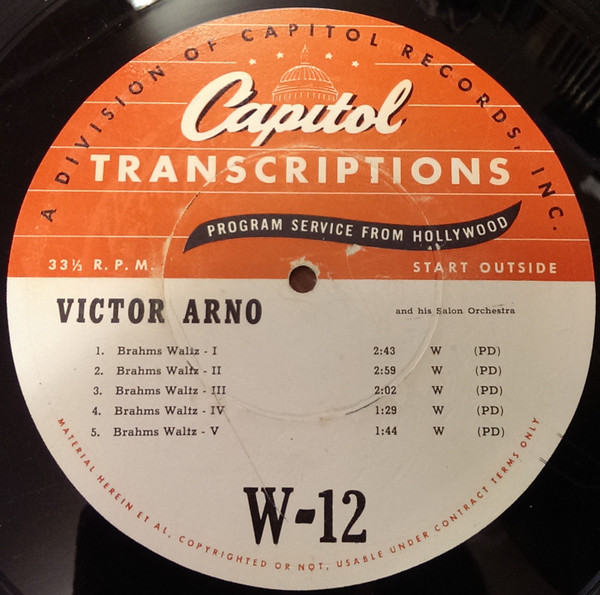 A DIVISION OF CAPITOL RECORDS, INC.
Capitol
TRANSCRIPTIONS
PROGRAM SERVICE FROM HOLLYWOOD
33⅓ R. P. M. START OUTSIDE
VICTOR ARNO and his Salon Orchestra
1. Brahms Waltz - I 2:43 W (PD)
2. Brahms Waltz - II 2:59 W (PD)
3. Brahms Waltz - III 2:02 W (PD)
4. Brahms Waltz - IV 1:29 W (PD)
5. Brahms Waltz - V 1:44 W (PD)
W-12
MATERIAL HEREIN ET AL, COPYRIGHTED OR NOT, USABLE UNDER CONTRACT TERMS ONLY